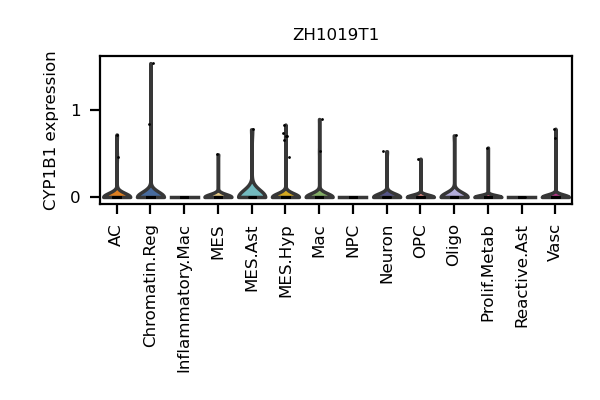 ZH1019T1
CYP1B1 expression
1
0
AC
Chromatin.Reg
Inflammatory.Mac
MES
MES.Ast
MES.Hyp
Mac
NPC
Neuron
OPC
Oligo
Prolif.Metab
Reactive.Ast
Vasc